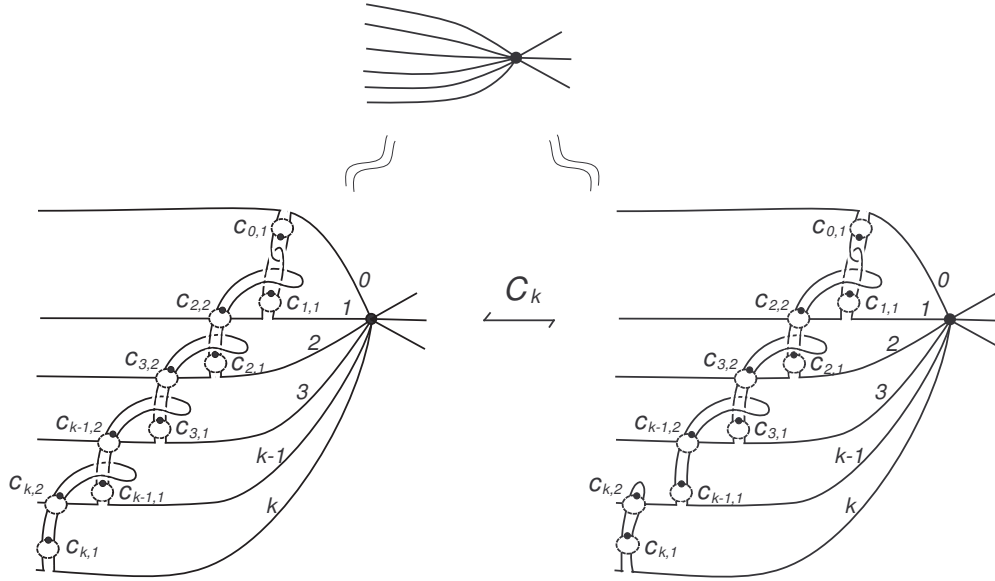 c0,1
0
c2,2
c1,1
1
c3,2
c2,1
2
ck-1,2
c3,1
3
ck,2
ck-1,1
k-1
ck,1
k
Ck
c0,1
0
c2,2
c1,1
1
c3,2
c2,1
2
ck-1,2
c3,1
3
ck,2
ck-1,1
k-1
ck,1
k